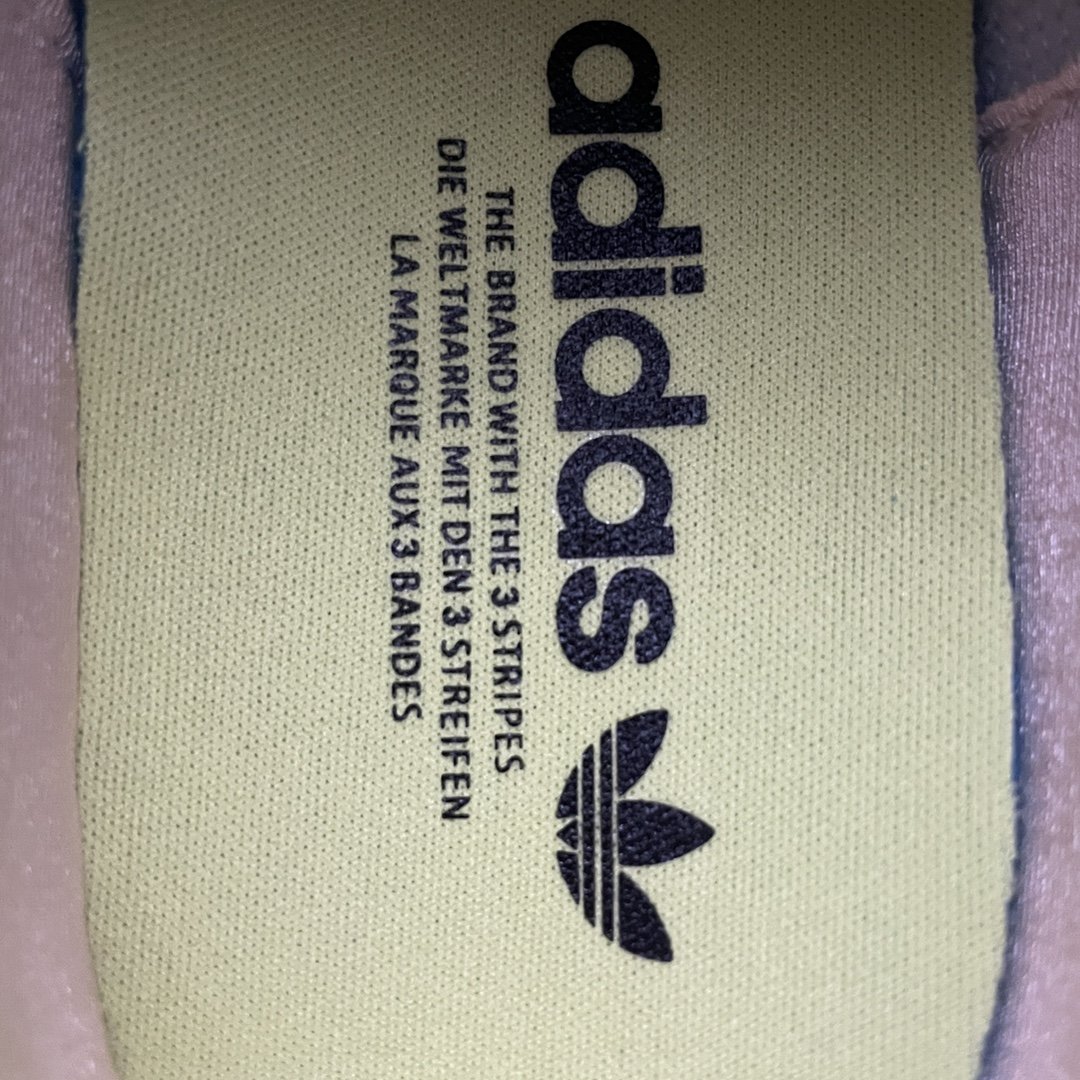 adidas
THE BRAND WITH THE 3 STRIPES
DIE WELTMARKE MIT DEN 3 STREIFEN
LA MARQUE AUX 3 BANDES